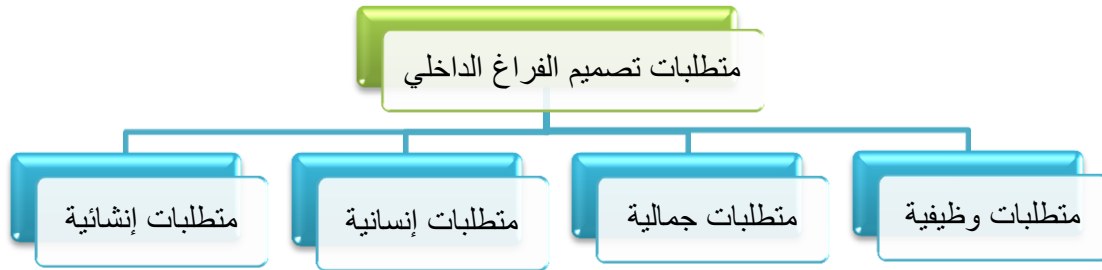 متطلبات تصميم الفراغ الداخلي
متطلبات وظيفية
متطلبات جمالية
متطلبات إنسانية
متطلبات إنشائية